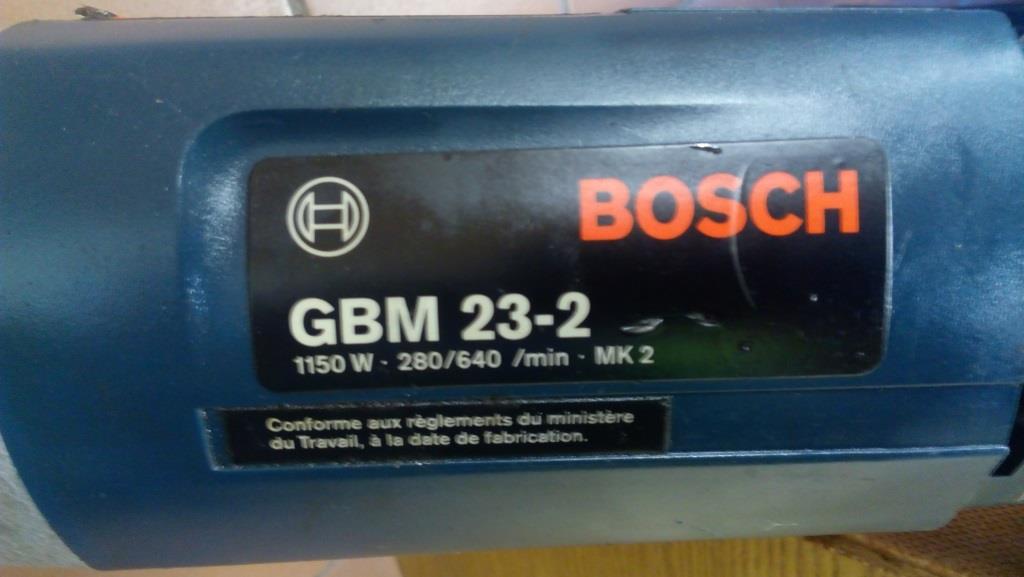 BOSCH
GBM 23-2
1150 W · 280/640 /min · MK 2
Conforme aux règlements du ministère
du Travail, à la date de fabrication.